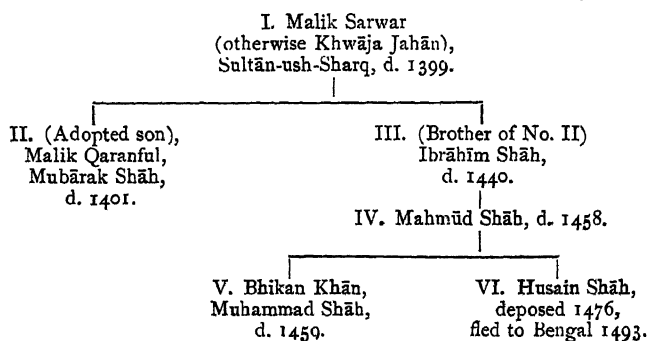 I. Malik Sarwar
(otherwise Khwāja Jahān),
Sultān-ush-Sharq, d. 1399.
II. (Adopted son),
Malik Qaranful,
Mubārak Shāh,
d. 1401.
III. (Brother of No. II)
Ibrāhīm Shāh,
d. 1440.
IV. Mahmūd Shāh, d. 1458.
V. Bhikan Khān,
Muhammad Shāh,
d. 1459.
VI. Husain Shāh,
deposed 1476,
fled to Bengal 1493.